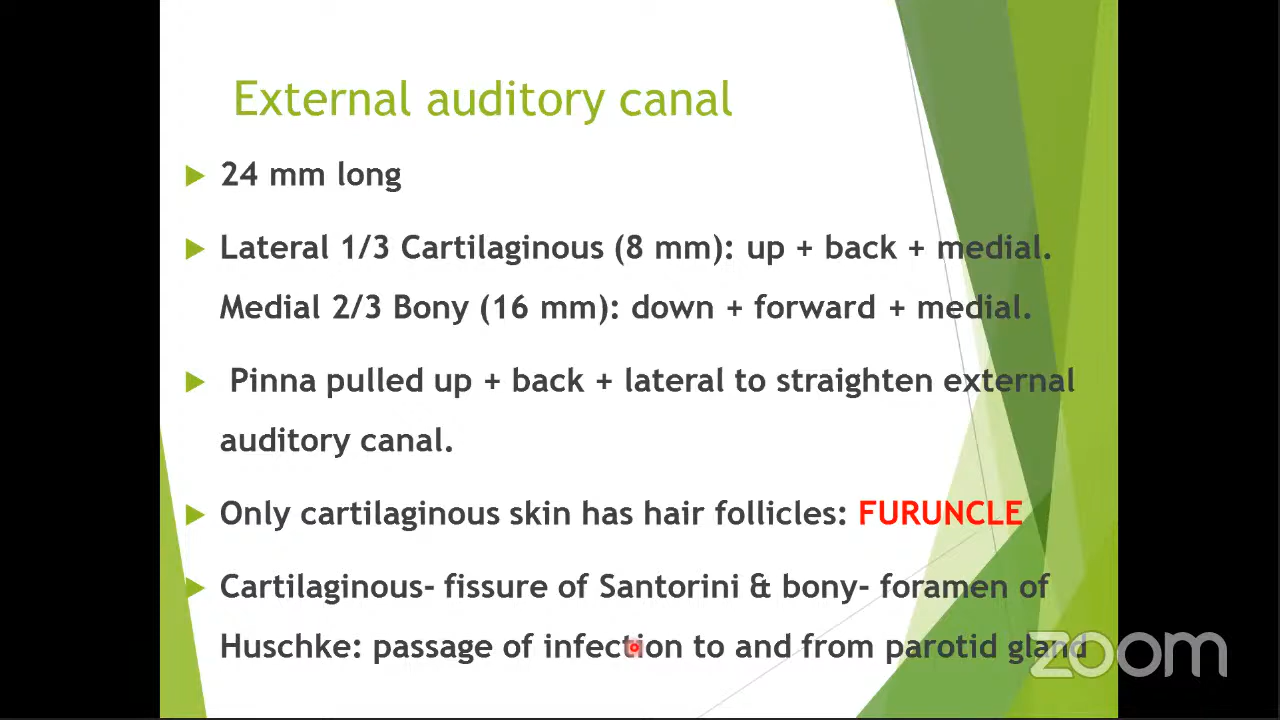 External auditory canal
24 mm long
Lateral 1/3 Cartilaginous (8 mm): up + back + medial.
Medial 2/3 Bony (16 mm): down + forward + medial.
Pinna pulled up + back + lateral to straighten external
auditory canal.
Only cartilaginous skin has hair follicles: FURUNCLE
Cartilaginous- fissure of Santorini & bony- foramen of
Huschke: passage of infection to and from parotid gland
zoom